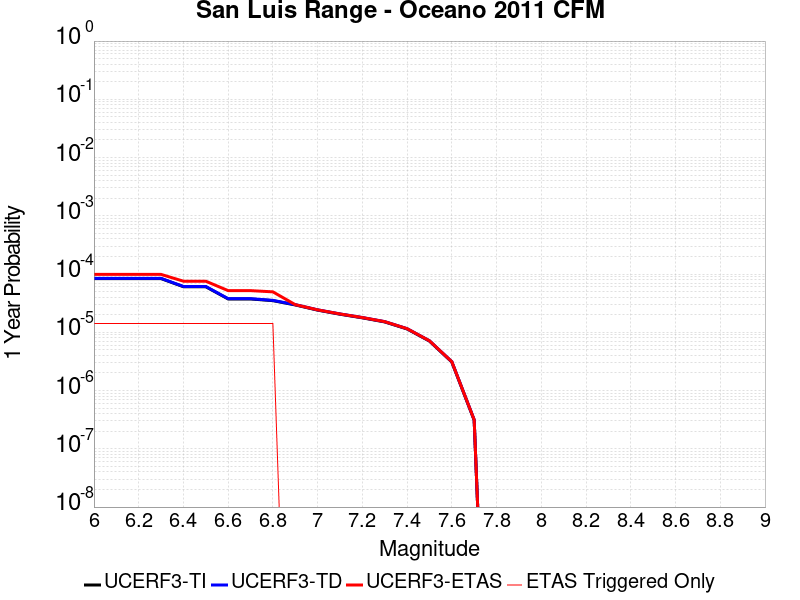 San Luis Range - Oceano 2011 CFM
10^0
10^-1
10^-2
10^-3
10^-4
10^-5
10^-6
10^-7
10^-8
1 Year Probability
6 6.2 6.4 6.6 6.8 7 7.2 7.4 7.6 7.8 8 8.2 8.4 8.6 8.8 9
Magnitude
UCERF3-TI UCERF3-TD UCERF3-ETAS ETAS Triggered Only